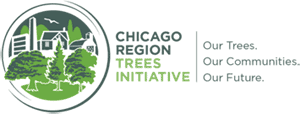 CHICAGO
REGION
TREES
INITIATIVE
Our Trees.
Our Communities.
Our Future.